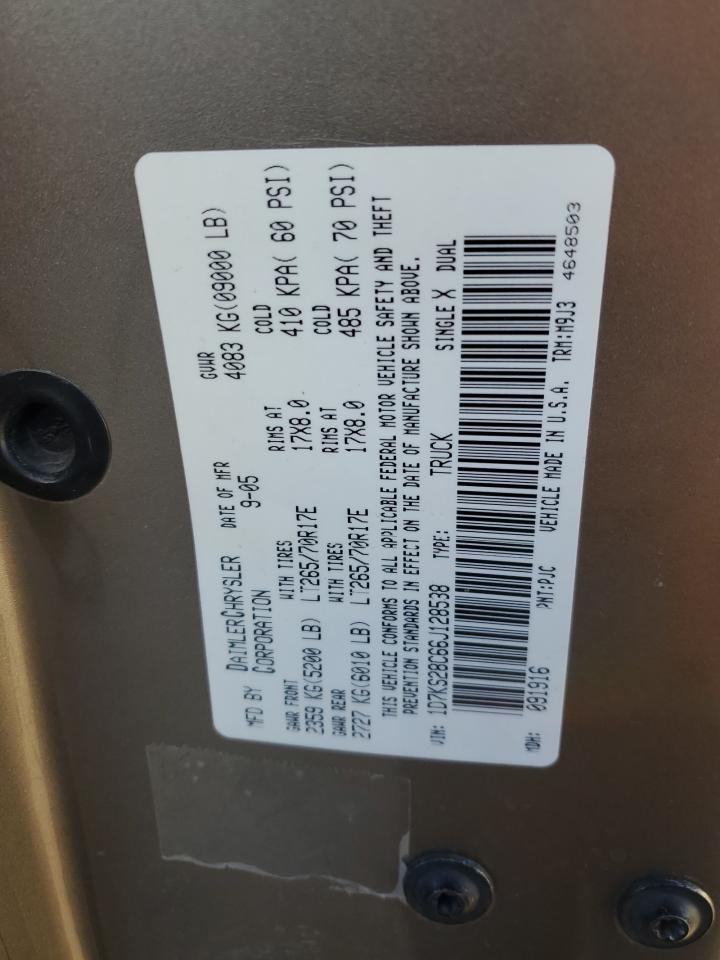 MFD BY DAIMLERCHRYSLER CORPORATION
DATE OF MFR 9-05
GVWR 4083 KG(09000 LB)
GAWR FRONT WITH TIRES RIMS AT COLD
2359 KG(5200 LB) LT265/70R17E 17X8.0 410 KPA( 60 PSI)
GAWR REAR WITH TIRES RIMS AT COLD
2727 KG(6010 LB) LT265/70R17E 17X8.0 485 KPA( 70 PSI)
THIS VEHICLE CONFORMS TO ALL APPLICABLE FEDERAL MOTOR VEHICLE SAFETY AND THEFT
PREVENTION STANDARDS IN EFFECT ON THE DATE OF MANUFACTURE SHOWN ABOVE.
VIN: 1D7KS28C66J128538 TYPE: TRUCK SINGLE X DUAL
MDH: 091916 PNT:PJC VEHICLE MADE IN U.S.A. TRM:M9J3
4648503